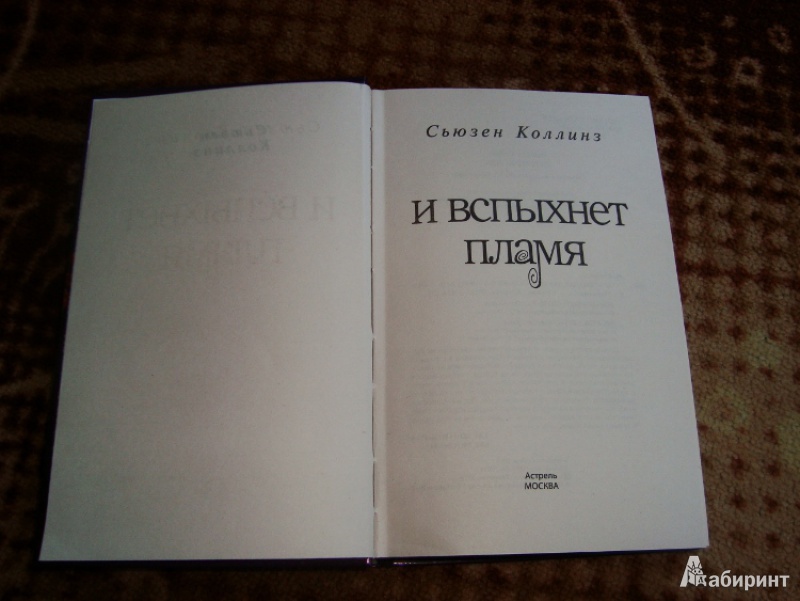 Сьюзен Коллинз
И ВСПЫХНЕТ
ПЛАМЯ
Астрель
МОСКВА
Лабиринт